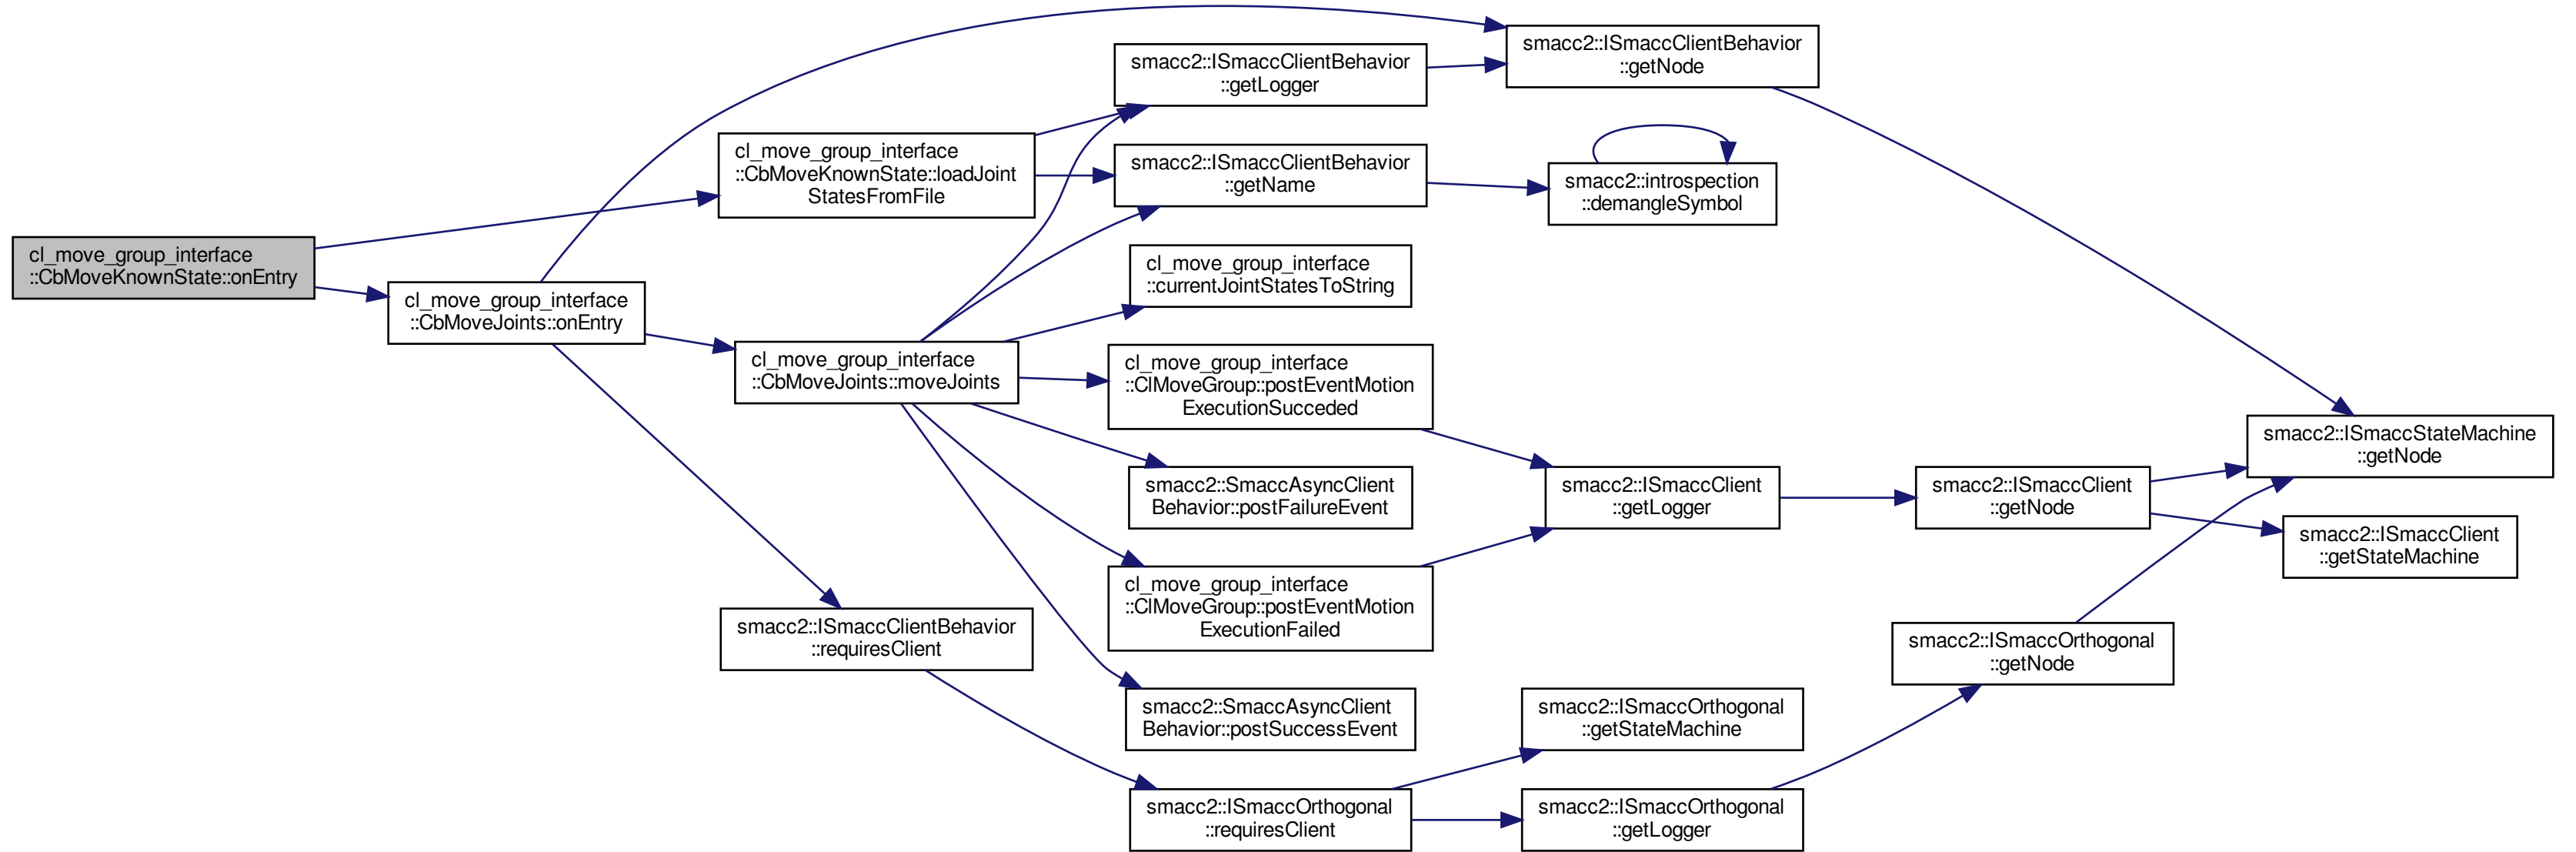 cl_move_group_interface
::CbMoveKnownState::onEntry
cl_move_group_interface
::CbMoveJoints::onEntry
cl_move_group_interface
::CbMoveKnownState::loadJoint
StatesFromFile
cl_move_group_interface
::CbMoveJoints::moveJoints
smacc2::ISmaccClientBehavior
::requiresClient
smacc2::ISmaccClientBehavior
::getLogger
smacc2::ISmaccClientBehavior
::getName
cl_move_group_interface
::currentJointStatesToString
cl_move_group_interface
::ClMoveGroup::postEventMotion
ExecutionSucceded
smacc2::SmaccAsyncClient
Behavior::postFailureEvent
cl_move_group_interface
::ClMoveGroup::postEventMotion
ExecutionFailed
smacc2::SmaccAsyncClient
Behavior::postSuccessEvent
smacc2::ISmaccOrthogonal
::requiresClient
smacc2::ISmaccClientBehavior
::getNode
smacc2::introspection
::demangleSymbol
smacc2::ISmaccClient
::getLogger
smacc2::ISmaccOrthogonal
::getStateMachine
smacc2::ISmaccOrthogonal
::getLogger
smacc2::ISmaccClient
::getNode
smacc2::ISmaccOrthogonal
::getNode
smacc2::ISmaccStateMachine
::getNode
smacc2::ISmaccClient
::getStateMachine